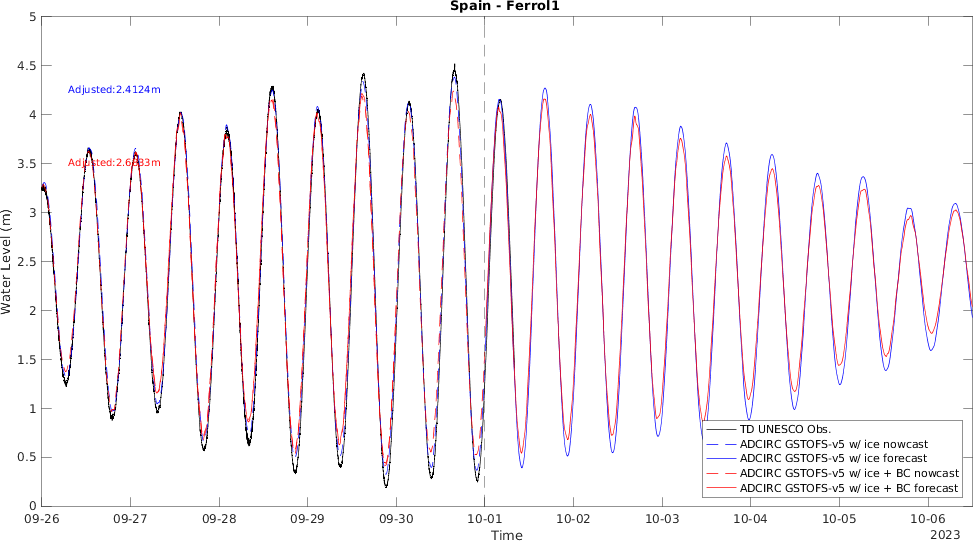 Spain - Ferrol1
5
4.5
4
3.5
3
2.5
2
1.5
1
0.5
0
Water Level (m)
Adjusted:2.4124m
TD UNESCO Obs.
ADCIRC GSTOFS-v5 w/ ice nowcast
ADCIRC GSTOFS-v5 w/ ice forecast
ADCIRC GSTOFS-v5 w/ ice + BC nowcast
ADCIRC GSTOFS-v5 w/ ice + BC forecast
09-26 09-27 09-28 09-29 09-30 10-01 10-02 10-03 10-04 10-05 10-06
2023
Time